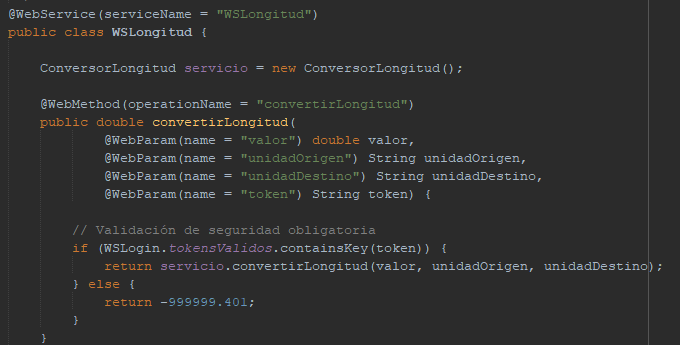 @WebService(serviceName = "WSLongitud")
public class WSLongitud {
ConversorLongitud servicio = new ConversorLongitud();
@WebMethod(operationName = "convertirLongitud")
public double convertirLongitud(
@WebParam(name = "valor") double valor,
@WebParam(name = "unidadOrigen") String unidadOrigen,
@WebParam(name = "unidadDestino") String unidadDestino,
@WebParam(name = "token") String token) {
// Validación de seguridad obligatoria
if (WSLogin.tokensValidos.containsKey(token)) {
return servicio.convertirLongitud(valor, unidadOrigen, unidadDestino);
} else {
return -999999.401;
}
}